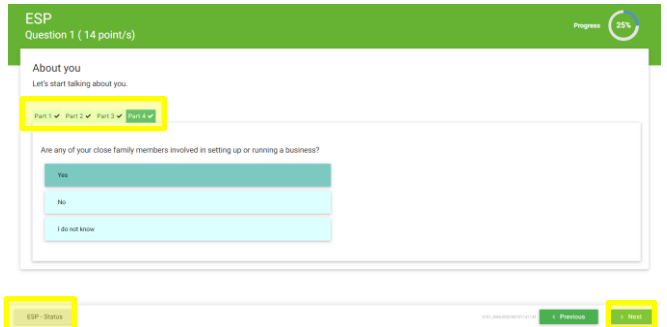 ESP
Question 1 ( 14 point/s)
Progress
25%
About you
Let's start talking about you.
Part 1 ✔ Part 2 ✔ Part 3 ✔ Part 4 ✔
Are any of your close family members involved in setting up or running a business?
Yes
No
I do not know
ESP - Status
‹ Previous
› Next